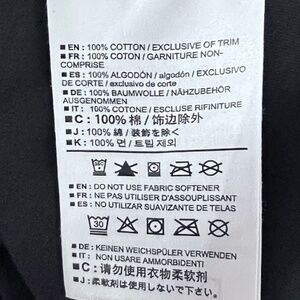 ■ EN : 100% COTTON / EXCLUSIVE OF TRIM
■ FR : 100% COTON / GARNITURE NON-
COMPRISE
■ ES : 100% ALGODÓN / algodón / EXCLUSIVO
DE CORTE / exclusivo de corte
■ DE : 100% BAUMWOLLE / NÄHZUBEHÖR
AUSGENOMMEN
■ IT : 100% COTONE / ESCLUSE RIFINITURE
■ C : 100% 棉 / 饰边除外
■ J : 100% 綿 / 装飾を除く
■ K : 100% 면 / 트림 제외
■ EN : DO NOT USE FABRIC SOFTENER
■ FR : NE PAS UTILISER D'ASSOUPLISSANT
■ ES : NO UTILIZAR SUAVIZANTE DE TELAS
30
■ DE : KEINEN WEICHSPÜLER VERWENDEN
■ IT : NON USARE AMMORBIDENTI
■ C : 请勿使用衣物柔软剂
■ J : 柔軟剤は使用しないで下さい。